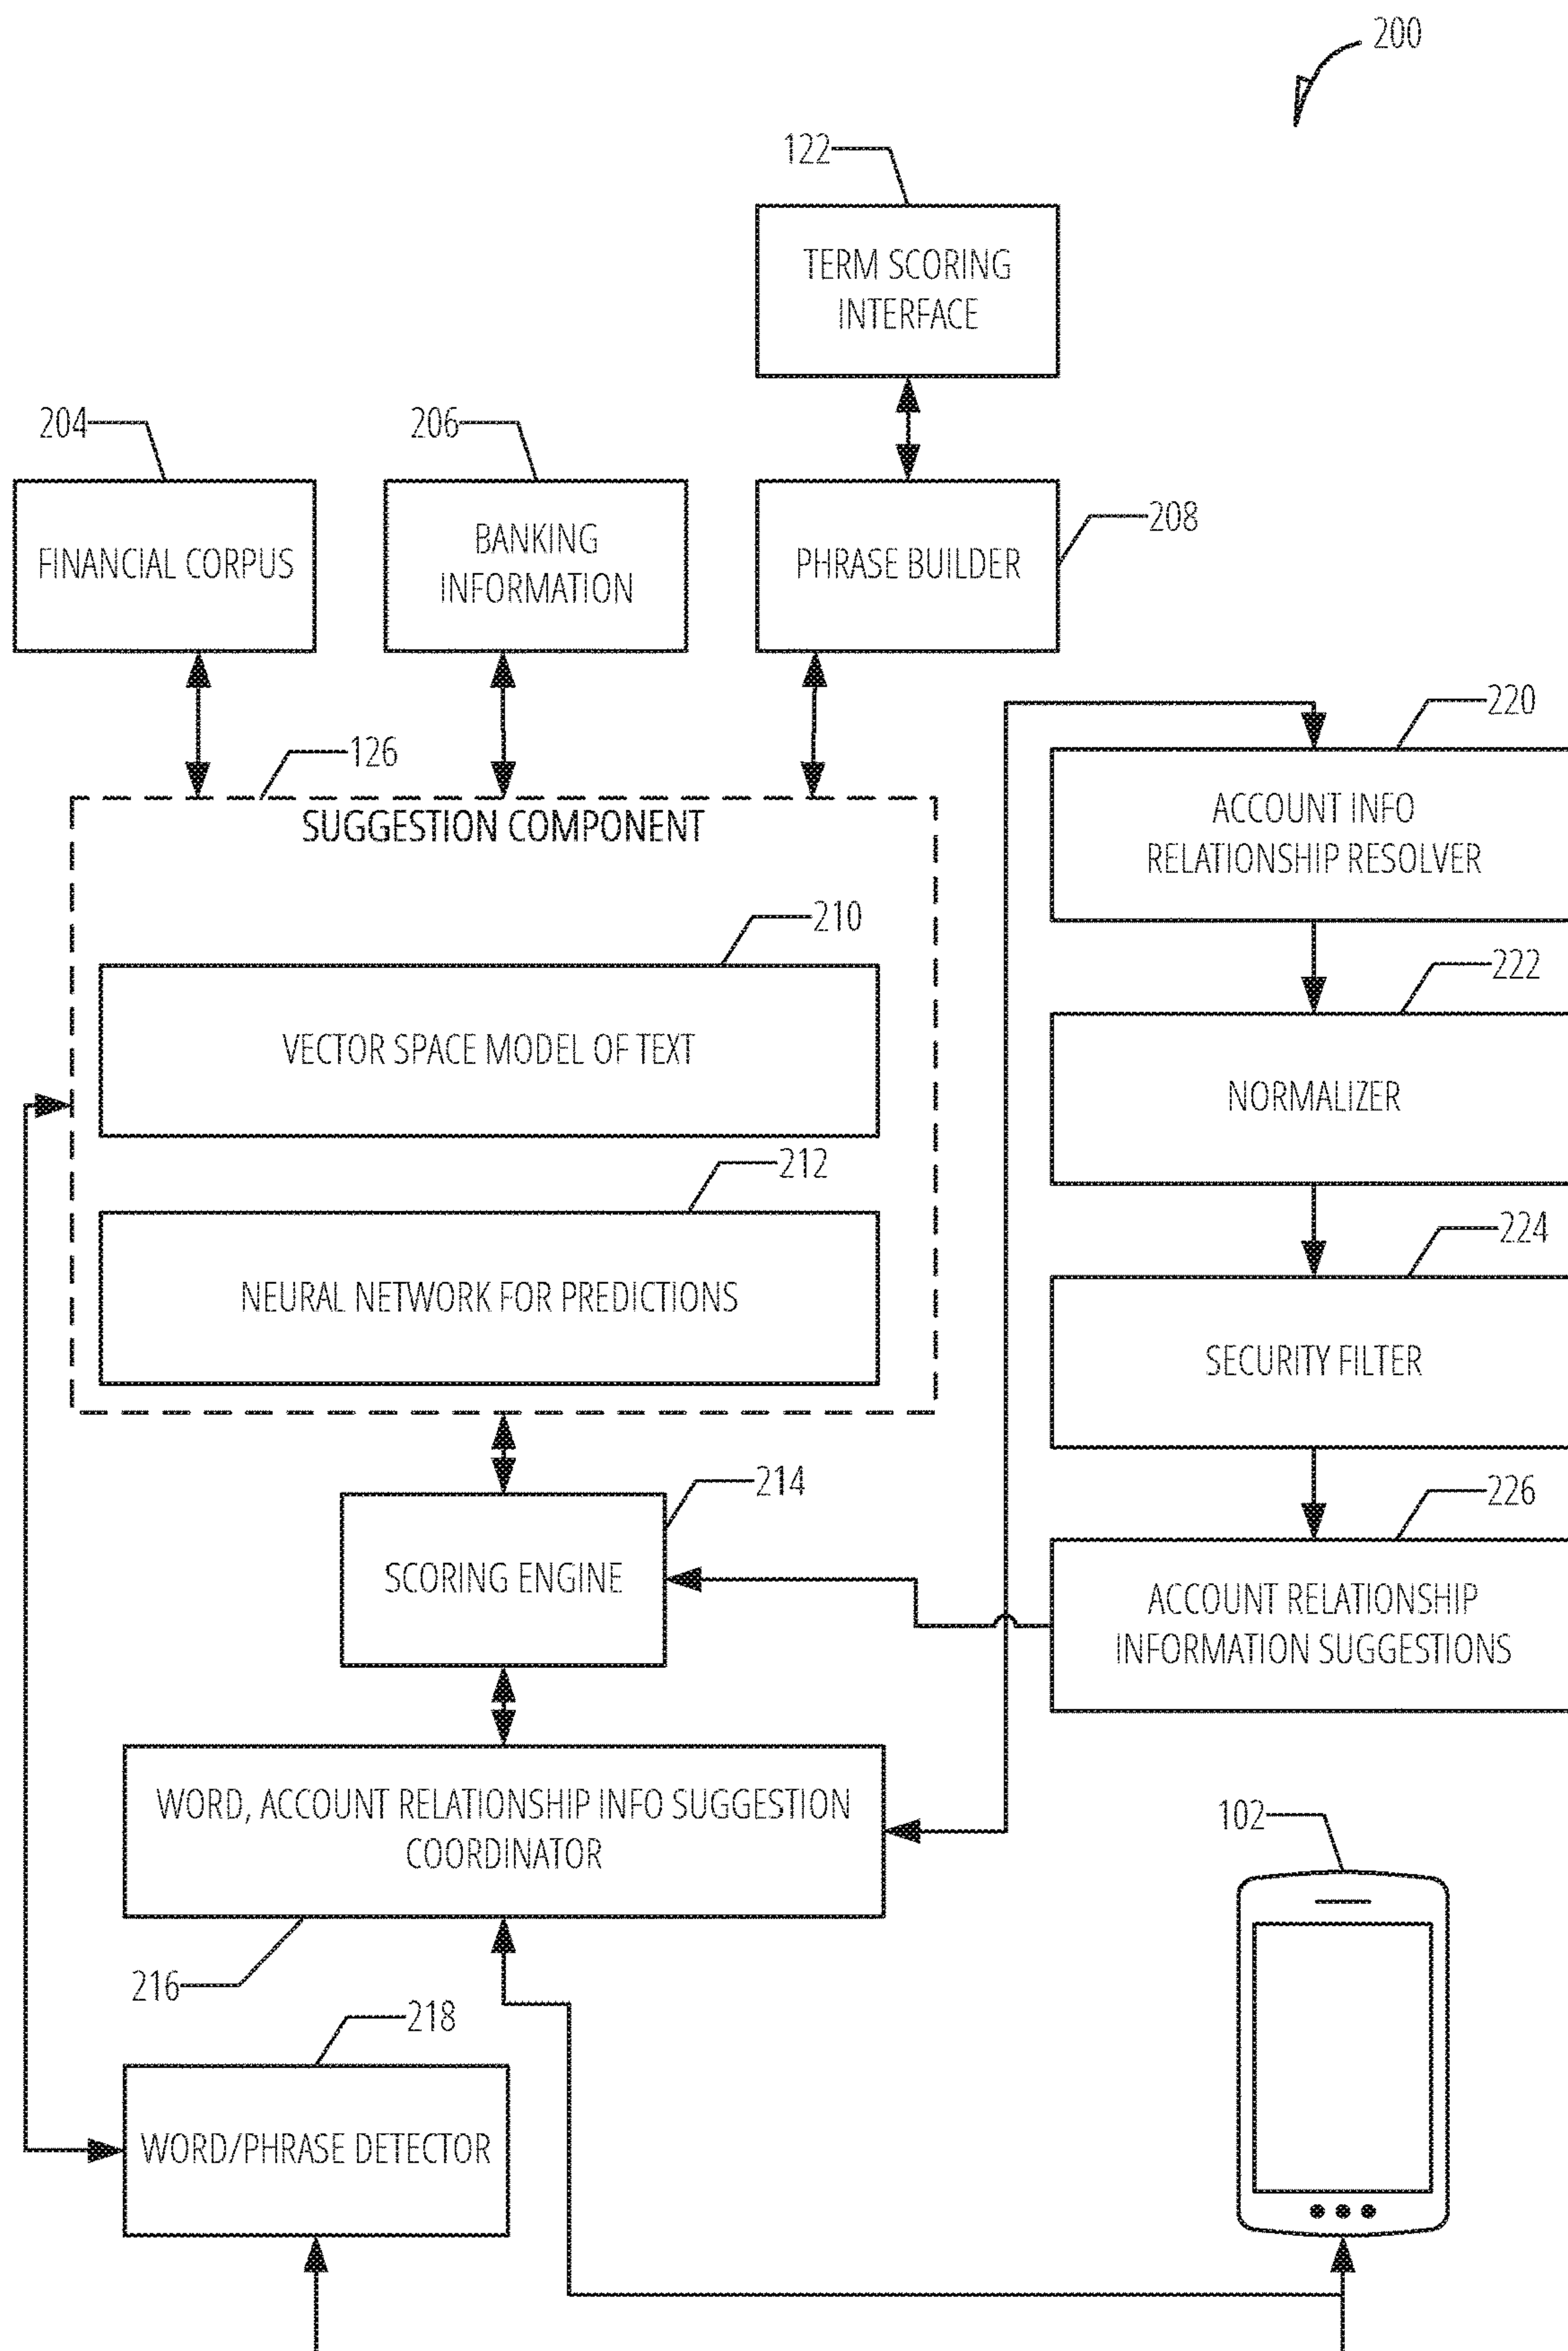 200
122
TERM SCORING
INTERFACE
204
206
208
FINANCIAL CORPUS
BANKING
INFORMATION
PHRASE BUILDER
220
126
SUGGESTION COMPONENT
ACCOUNT INFO
RELATIONSHIP RESOLVER
210
222
VECTOR SPACE MODEL OF TEXT
NORMALIZER
212
224
NEURAL NETWORK FOR PREDICTIONS
SECURITY FILTER
214
226
SCORING ENGINE
ACCOUNT RELATIONSHIP
INFORMATION SUGGESTIONS
WORD, ACCOUNT RELATIONSHIP INFO SUGGESTION
COORDINATOR
102
216
218
WORD/PHRASE DETECTOR